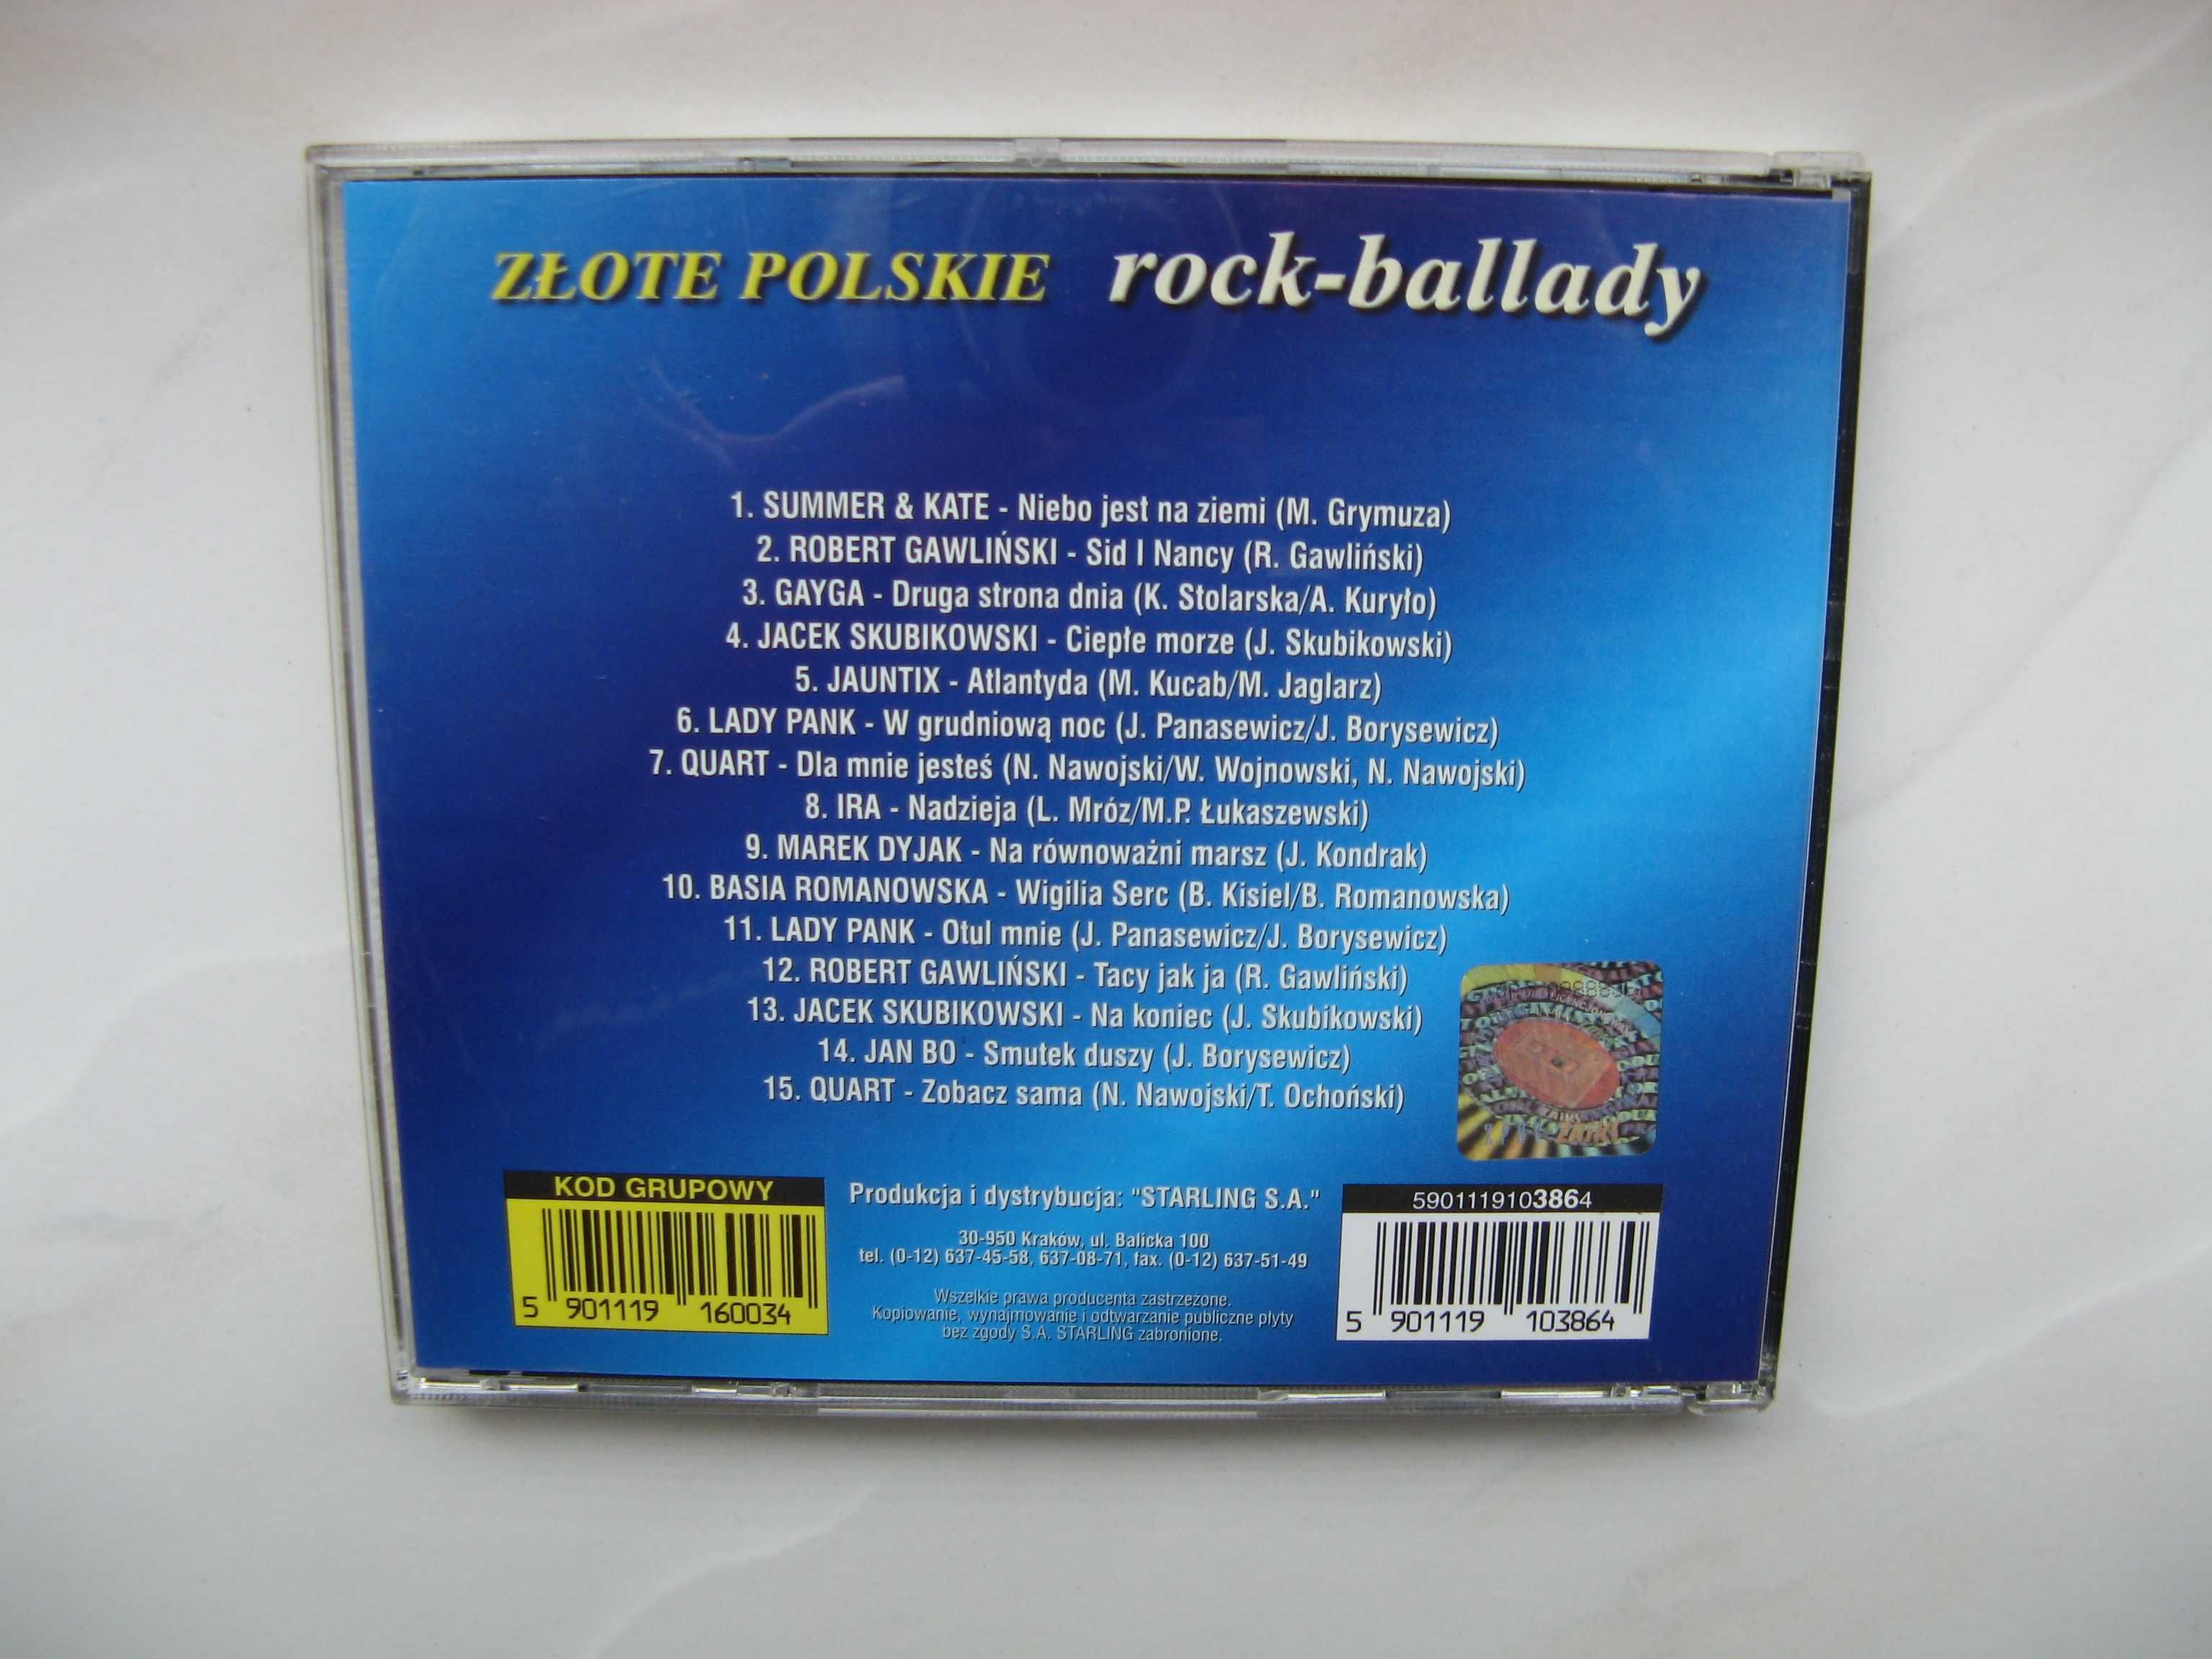 ZŁOTE POLSKIE rock-ballady
1. SUMMER & KATE - Niebo jest na ziemi (M. Grymuza)
2. ROBERT GAWLIŃSKI - Sid I Nancy (R. Gawliński)
3. GAYGA - Druga strona dnia (K. Stolarska/A. Kuryło)
4. JACEK SKUBIKOWSKI - Ciepłe morze (J. Skubikowski)
5. JAUNTIX - Atlantyda (M. Kucab/M. Jaglarz)
6. LADY PANK - W grudniową noc (J. Panasewicz/J. Borysewicz)
7. QUART - Dla mnie jesteś (N. Nawojski/W. Wojnowski, N. Nawojski)
8. IRA - Nadzieja (L. Mróz/M.P. Łukaszewski)
9. MAREK DYJAK - Na równoważni marsz (J. Kondrak)
10. BASIA ROMANOWSKA - Wigilia Serc (B. Kisiel/B. Romanowska)
11. LADY PANK - Otul mnie (J. Panasewicz/J. Borysewicz)
12. ROBERT GAWLIŃSKI - Tacy jak ja (R. Gawliński)
13. JACEK SKUBIKOWSKI - Na koniec (J. Skubikowski)
14. JAN BO - Smutek duszy (J. Borysewicz)
15. QUART - Zobacz sama (N. Nawojski/T. Ochoński)
KOD GRUPOWY
5 901119 160034
Produkcja i dystrybucja: "STARLING S.A."
30-950 Kraków, ul. Balicka 100
tel. (0-12) 637-45-58, 637-08-71, fax. (0-12) 637-51-49
Wszelkie prawa producenta zastrzeżone.
Kopiowanie, wynajmowanie i odtwarzanie publiczne płyty
bez zgody S.A. STARLING zabronione.
5901119103864
5 901119 103864